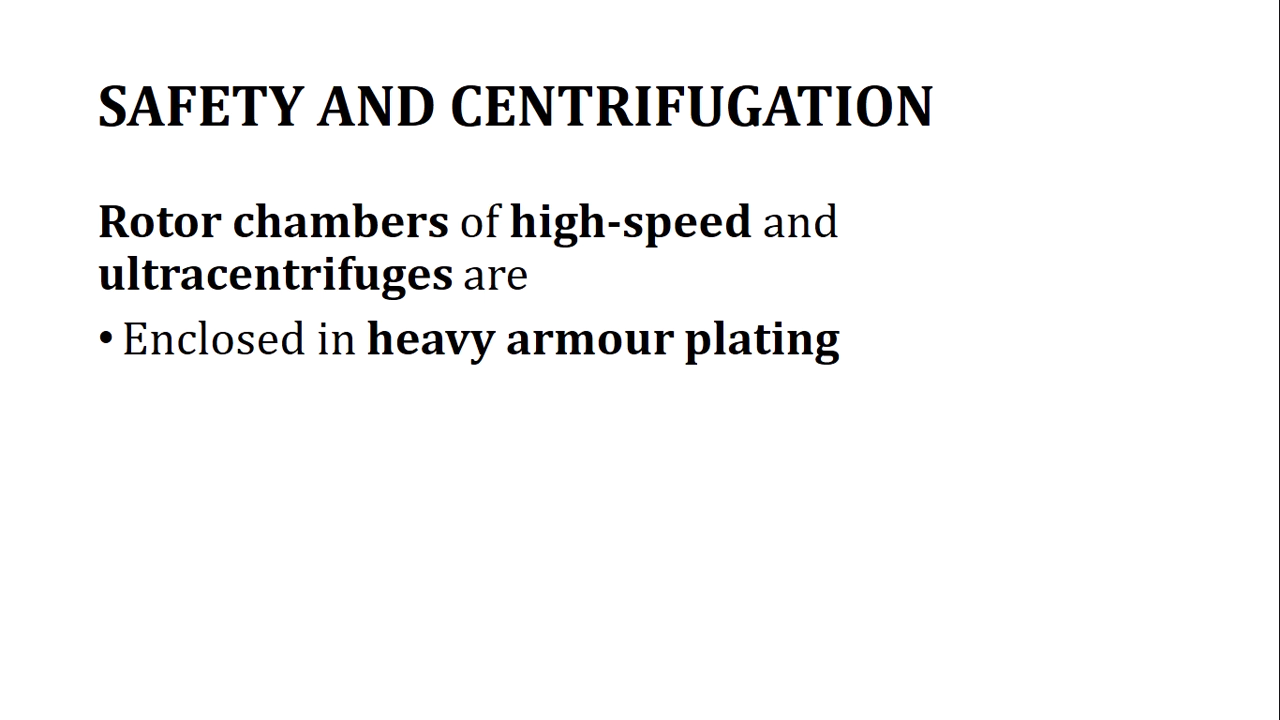 SAFETY AND CENTRIFUGATION
Rotor chambers of high-speed and
ultracentrifuges are
• Enclosed in heavy armour plating